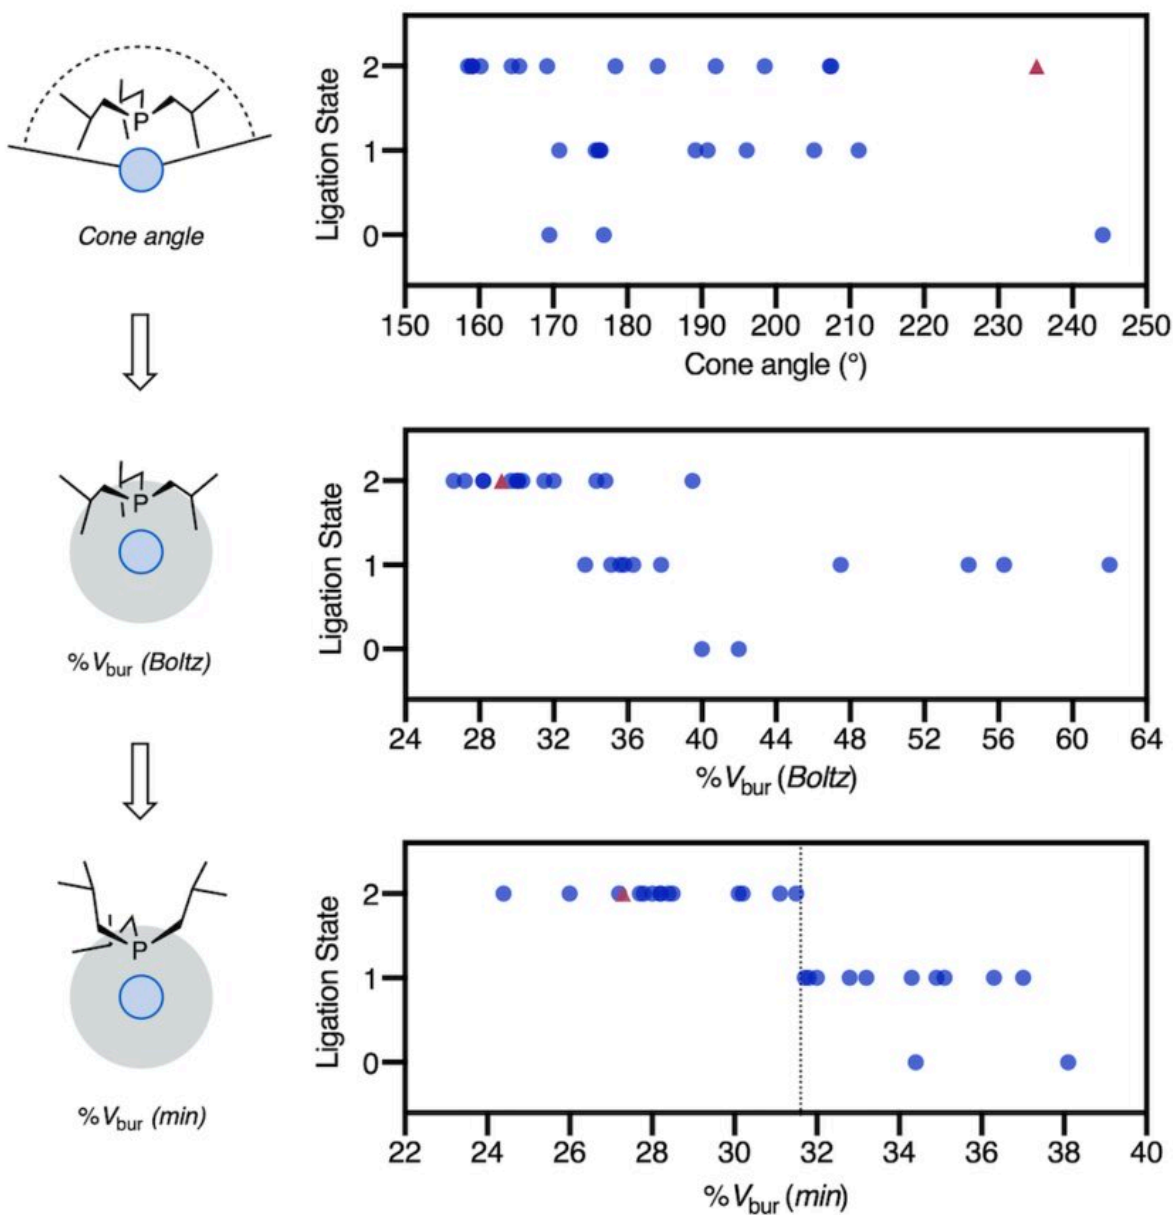 P
Cone angle
Ligation State
2
1
0
150 160 170 180 190 200 210 220 230 240 250
Cone angle (°)
P
%Vbur (Boltz)
Ligation State
2
1
0
24 28 32 36 40 44 48 52 56 60 64
%Vbur (Boltz)
P
%Vbur (min)
Ligation State
2
1
0
22 24 26 28 30 32 34 36 38 40
%Vbur (min)